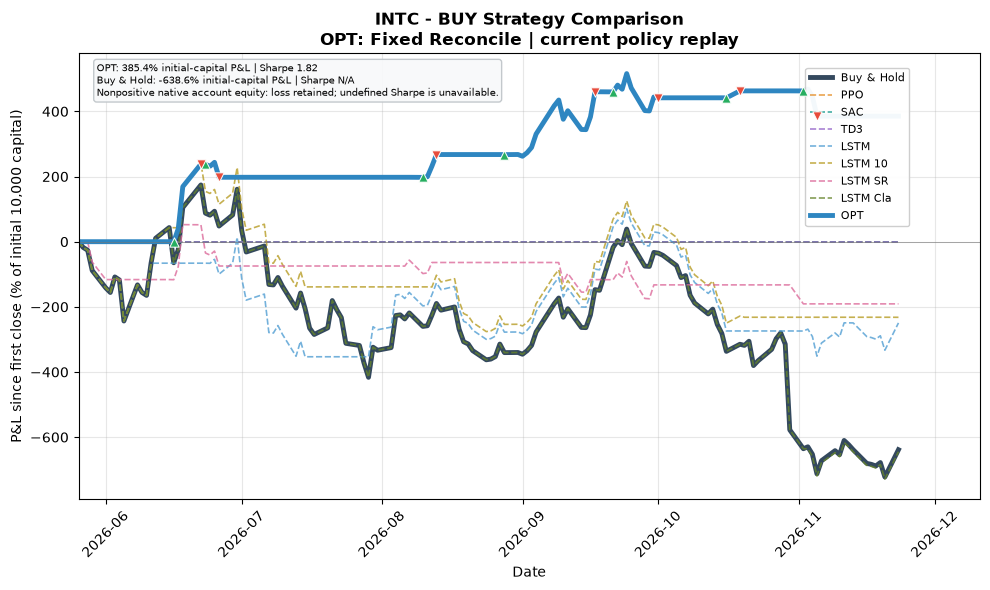 INTC - BUY Strategy Comparison
OPT: Fixed Reconcile | current policy replay
OPT: 385.4% initial-capital P&L | Sharpe 1.82
Buy & Hold: -638.6% initial-capital P&L | Sharpe N/A
Nonpositive native account equity: loss retained; undefined Sharpe is unavailable.
Buy & Hold
PPO
SAC
TD3
LSTM
LSTM 10
LSTM SR
LSTM Cla
OPT
P&L since first close (% of initial 10,000 capital)
400
200
0
−200
−400
−600
2026-06
2026-07
2026-08
2026-09
2026-10
2026-11
2026-12
Date